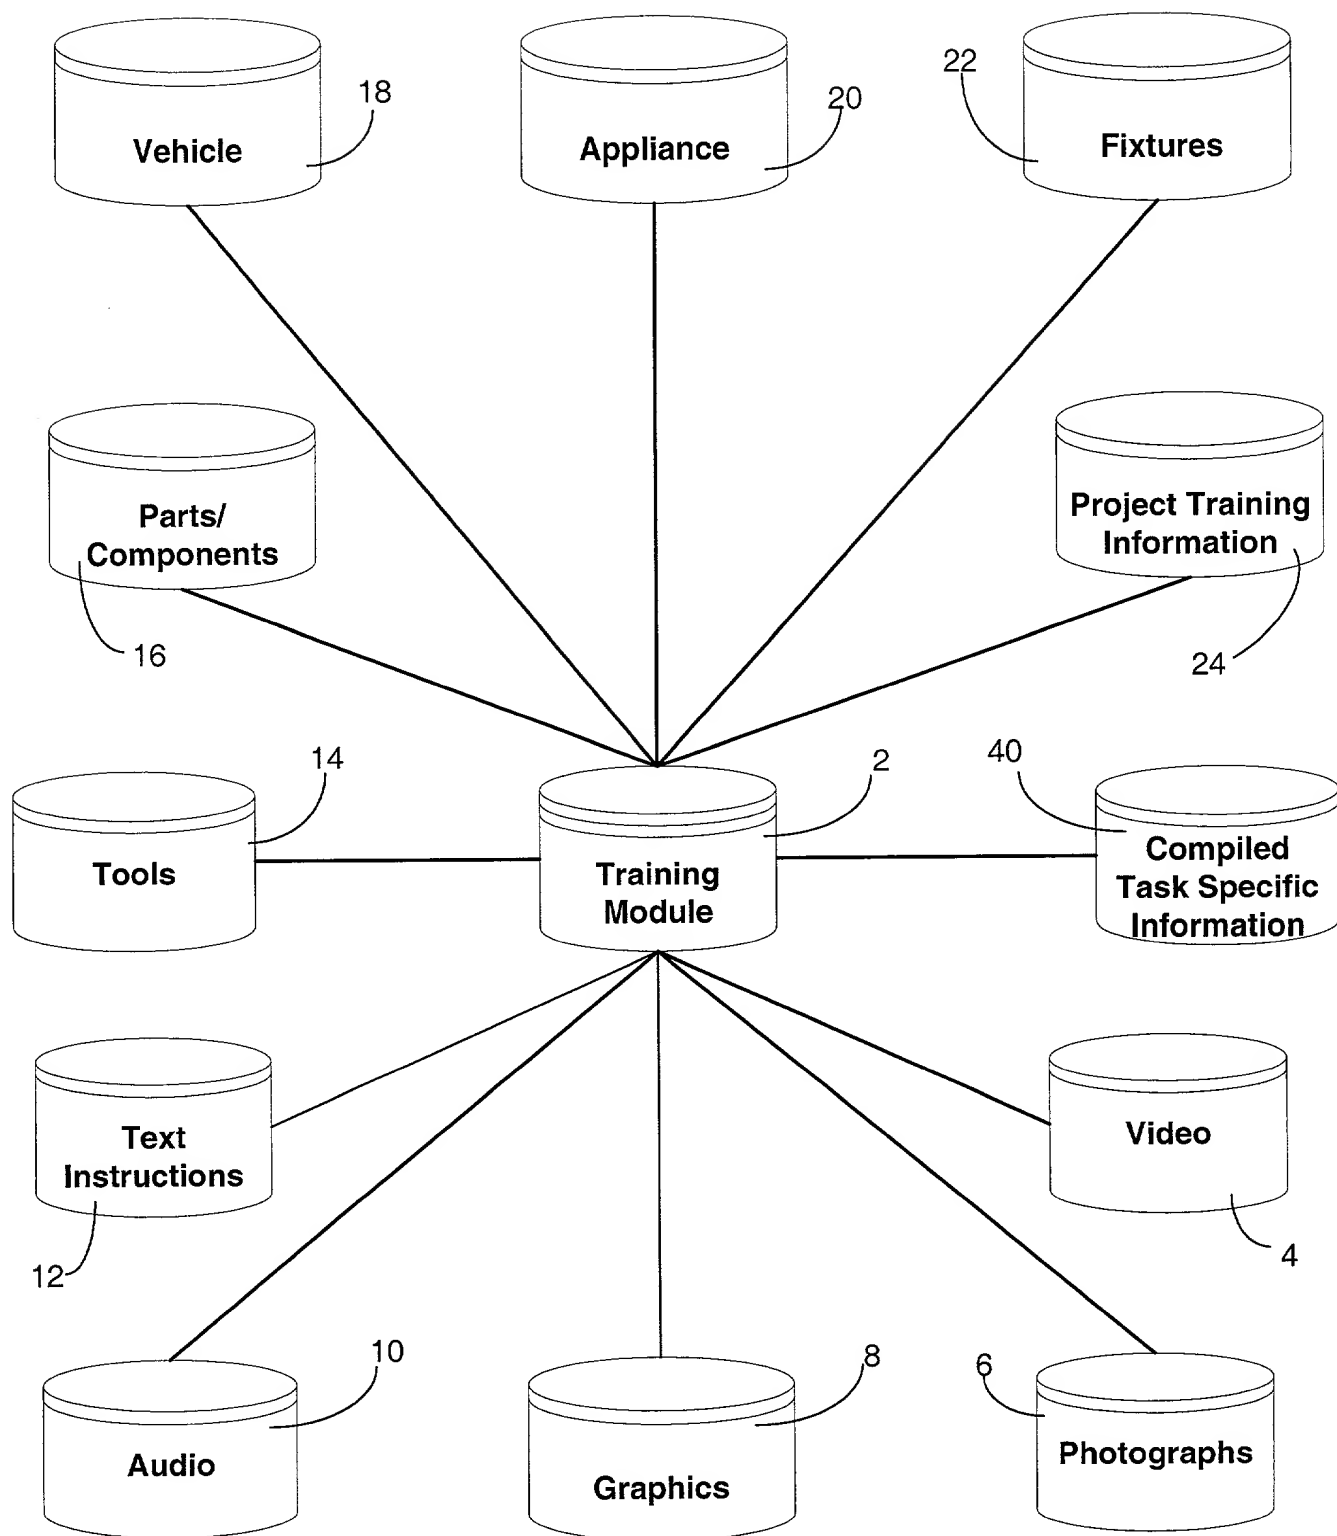 18
Vehicle
20
Appliance
22
Fixtures
Parts/
Components
16
Project Training
Information
24
14
Tools
2
Training
Module
40
Compiled
Task Specific
Information
Text
Instructions
12
Video
4
10
Audio
8
Graphics
6
Photographs